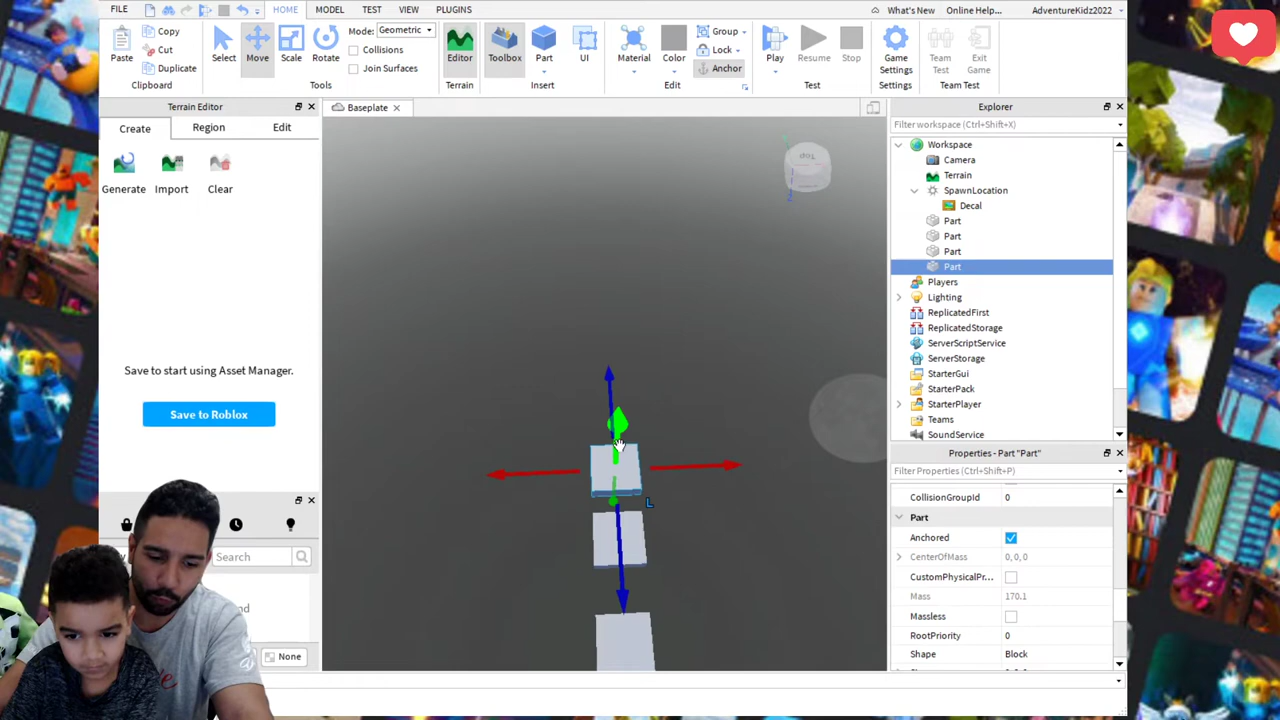 FILE
HOME
MODEL
TEST
VIEW
PLUGINS
What's New
Online Help...
AdventureKidz2022
Paste
Copy
Cut
Duplicate
Clipboard
Select
Move
Scale
Rotate
Mode: Geometric
Collisions
Join Surfaces
Tools
Editor
Terrain
Toolbox
Part
UI
Insert
Material
Color
Group
Lock
Anchor
Edit
Play
Resume
Stop
Test
Game Settings
Settings
Team Test
Exit Game
Team Test
Terrain Editor
Create
Region
Edit
Generate
Import
Clear
Save to start using Asset Manager.
Save to Roblox
Search
None
Baseplate
Top
L
Explorer
Filter workspace (Ctrl+Shift+X)
Workspace
Camera
Terrain
SpawnLocation
Decal
Part
Part
Part
Part
Players
Lighting
ReplicatedFirst
ReplicatedStorage
ServerScriptService
ServerStorage
StarterGui
StarterPack
StarterPlayer
Teams
SoundService
Properties - Part "Part"
Filter Properties (Ctrl+Shift+P)
CollisionGroupId 0
Part
Anchored
CenterOfMass 0, 0, 0
CustomPhysicalPr...
Mass 170.1
Massless
RootPriority 0
Shape Block